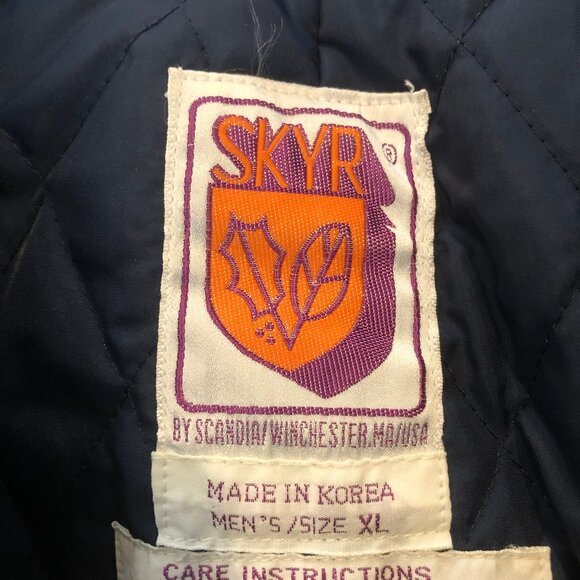 SKYR ®
BY SCANDIA/WINCHESTER.MA/USA
MADE IN KOREA
MEN'S/SIZE XL
CARE INSTRUCTIONS